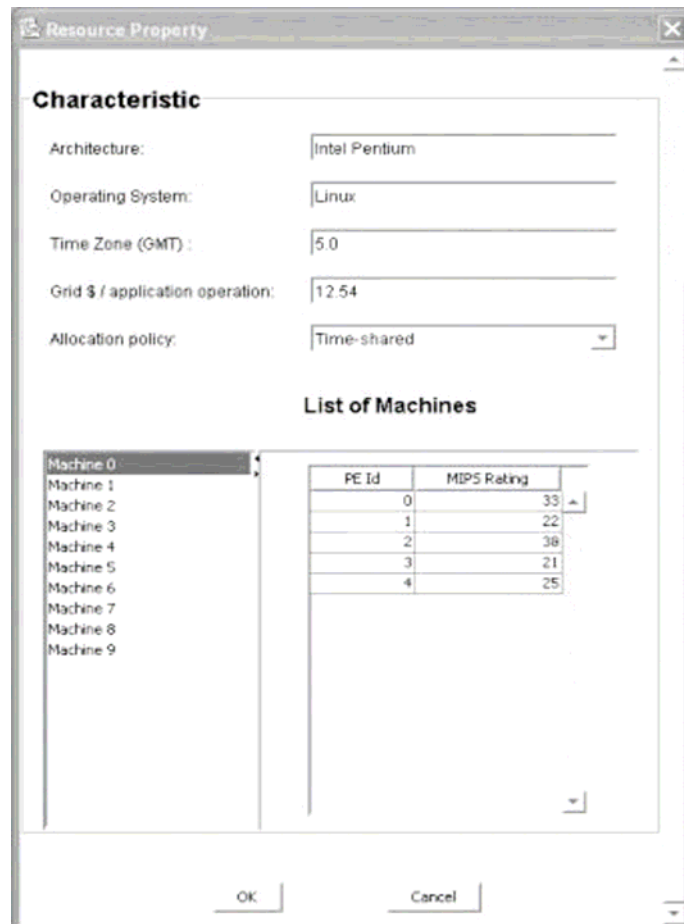 Resource Property
Characteristic
Architecture: Intel Pentium
Operating System: Linux
Time Zone (GMT) : 5.0
Grid $ / application operation: 12.54
Allocation policy: Time-shared
List of Machines
Machine 0
Machine 1
Machine 2
Machine 3
Machine 4
Machine 5
Machine 6
Machine 7
Machine 8
Machine 9
PE Id MIPS Rating
0 33
1 22
2 38
3 21
4 25
OK Cancel